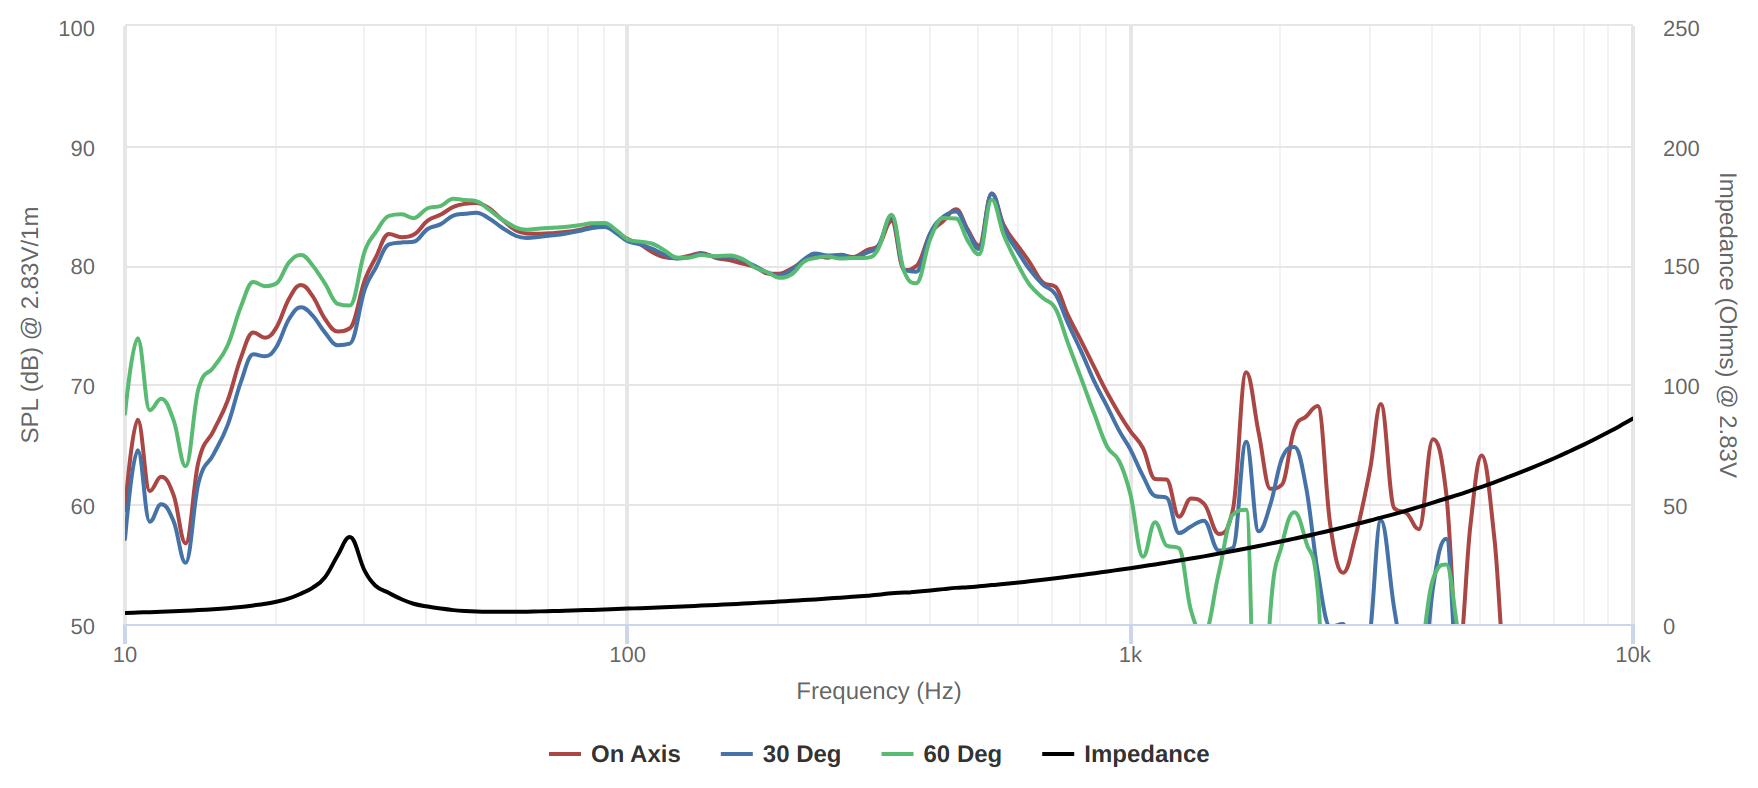 100
90
80
70
60
50
SPL (dB) @ 2.83V/1m
250
200
150
100
50
0
Impedance (Ohms) @ 2.83V
10
100
1k
10k
Frequency (Hz)
On Axis
30 Deg
60 Deg
Impedance